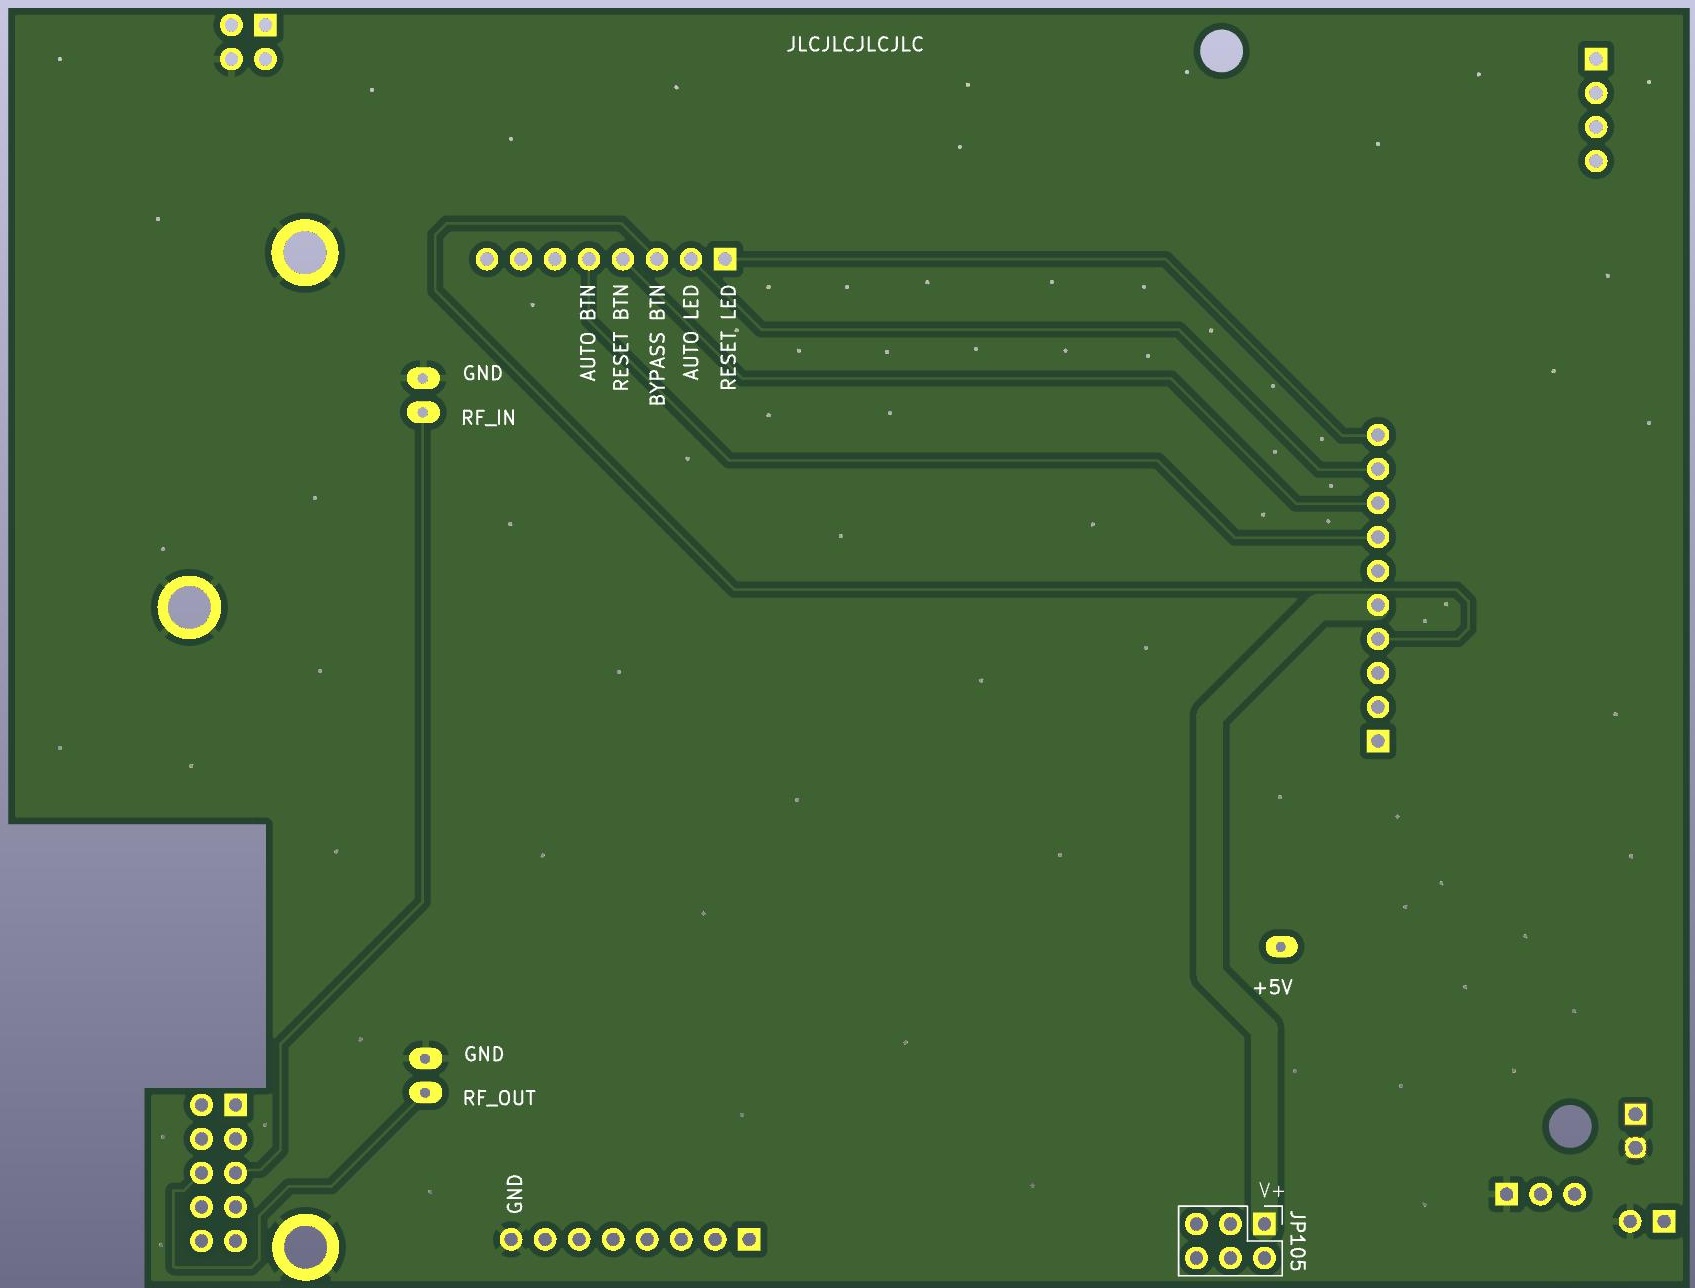 JLCJLCJLCJLC
AUTO BTN
RESET BTN
BYPASS BTN
AUTO LED
RESET LED
GND
RF_IN
+5V
GND
RF_OUT
GND
V+
JP105